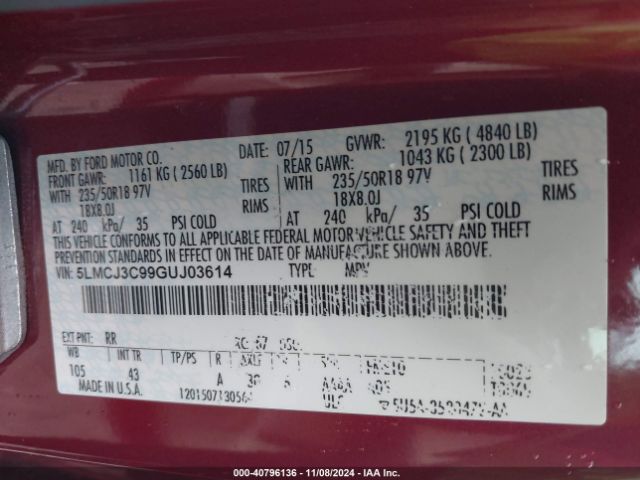 MFD. BY FORD MOTOR CO. DATE: 07/15 GVWR: 2195 KG ( 4840 LB)
FRONT GAWR: 1161 KG ( 2560 LB) REAR GAWR: 1043 KG ( 2300 LB)
WITH 235/50R18 97V TIRES WITH 235/50R18 97V TIRES
18X8.0J RIMS 18X8.0J RIMS
AT 240 kPa/ 35 PSI COLD AT 240 kPa/ 35 PSI COLD
THIS VEHICLE CONFORMS TO ALL APPLICABLE FEDERAL MOTOR VEHICLE SAFETY AND THEFT
PREVENTION STANDARDS IN EFFECT ON THE DATE OF MANUFACTURE SHOWN ABOVE.
VIN: 5LMCJ3C99GUJ03614 TYPE: MPV
EXT PNT: RR
WB INT TR TP/PS R AXLE
105 43 A
MADE IN U.S.A. ULC
000-40796136 - 11/08/2024 - IAA Inc.